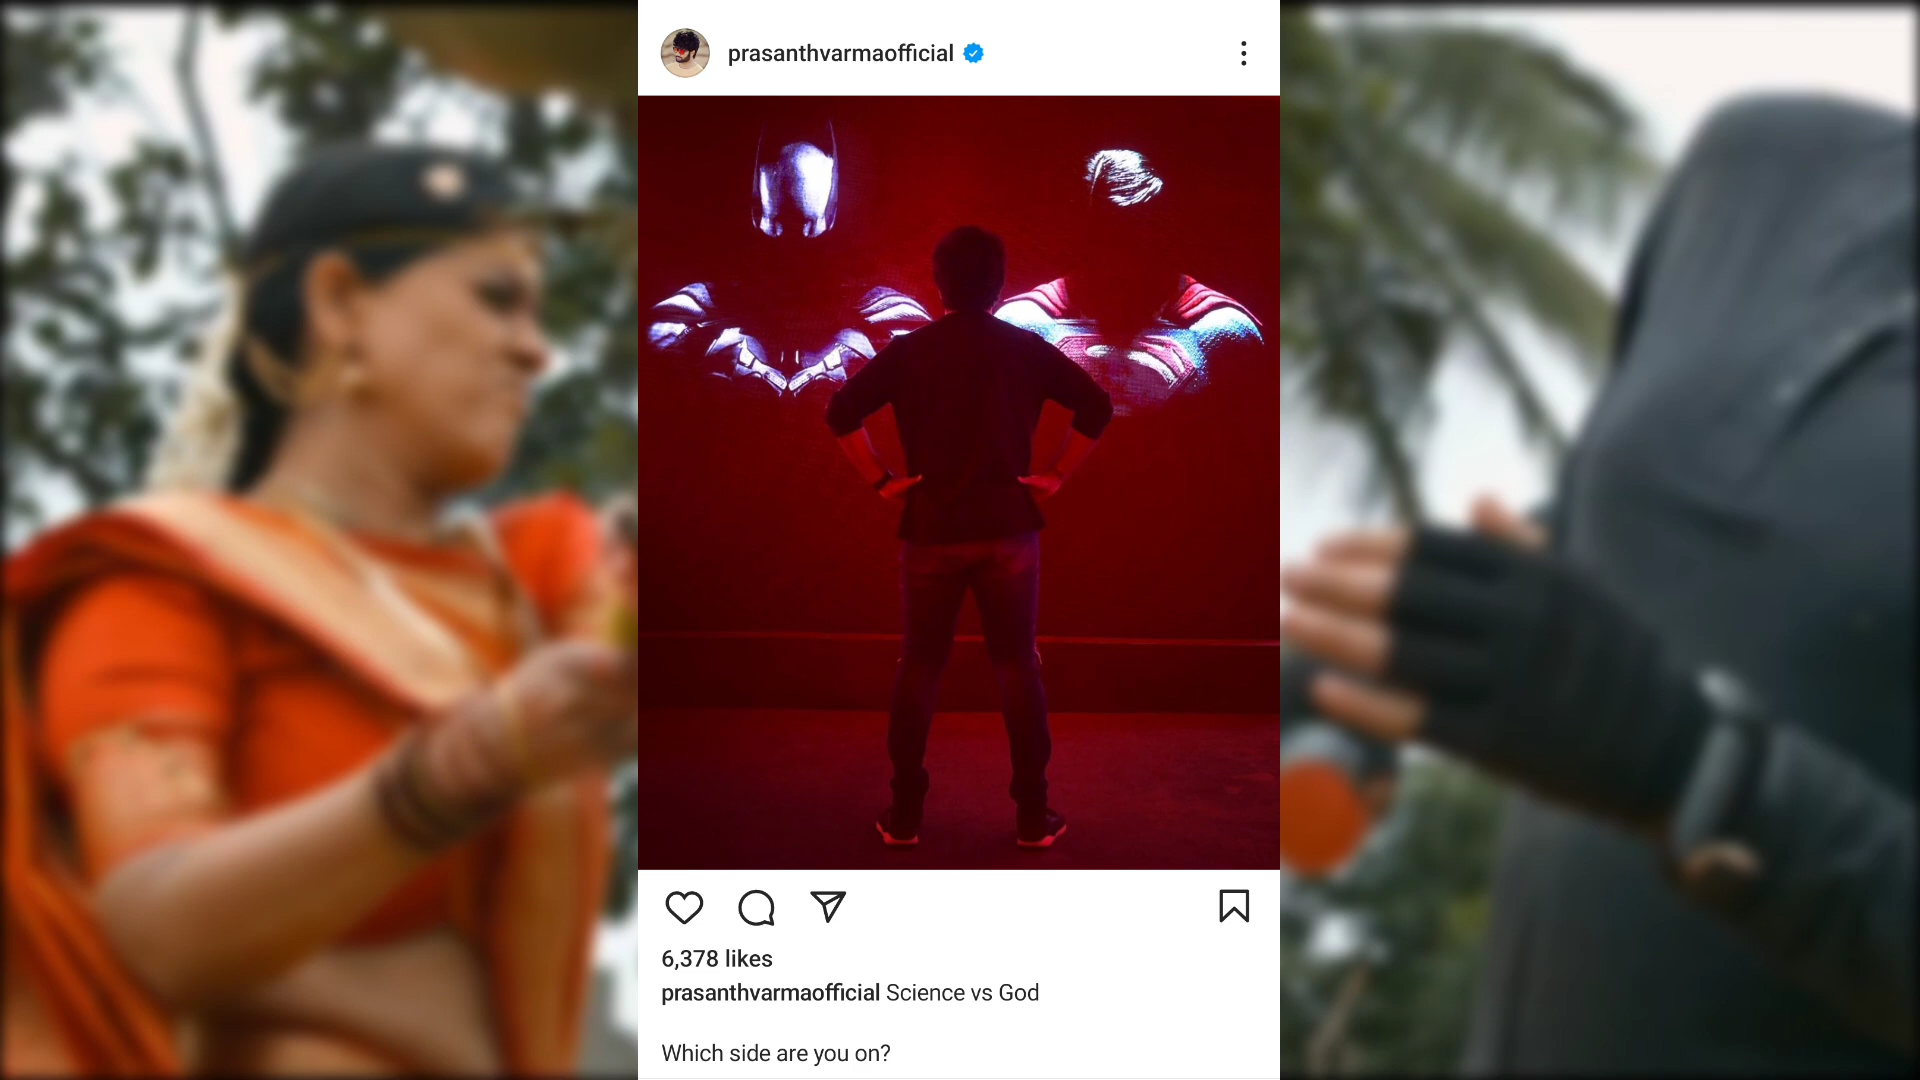 prasanthvarmaofficial
6,378 likes
prasanthvarmaofficial Science vs God
Which side are you on?